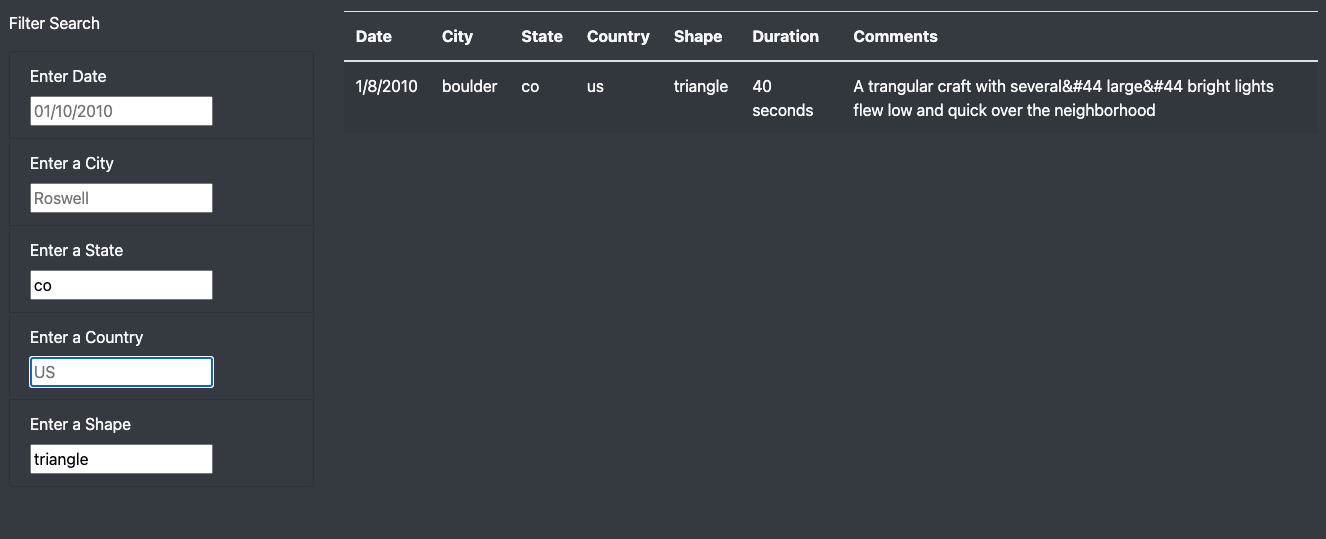 Filter Search
Enter Date
01/10/2010
Enter a City
Roswell
Enter a State
co
Enter a Country
US
Enter a Shape
triangle
Date City State Country Shape Duration Comments
1/8/2010 boulder co us triangle 40 seconds A trangular craft with several&#44 large&#44 bright lights
flew low and quick over the neighborhood